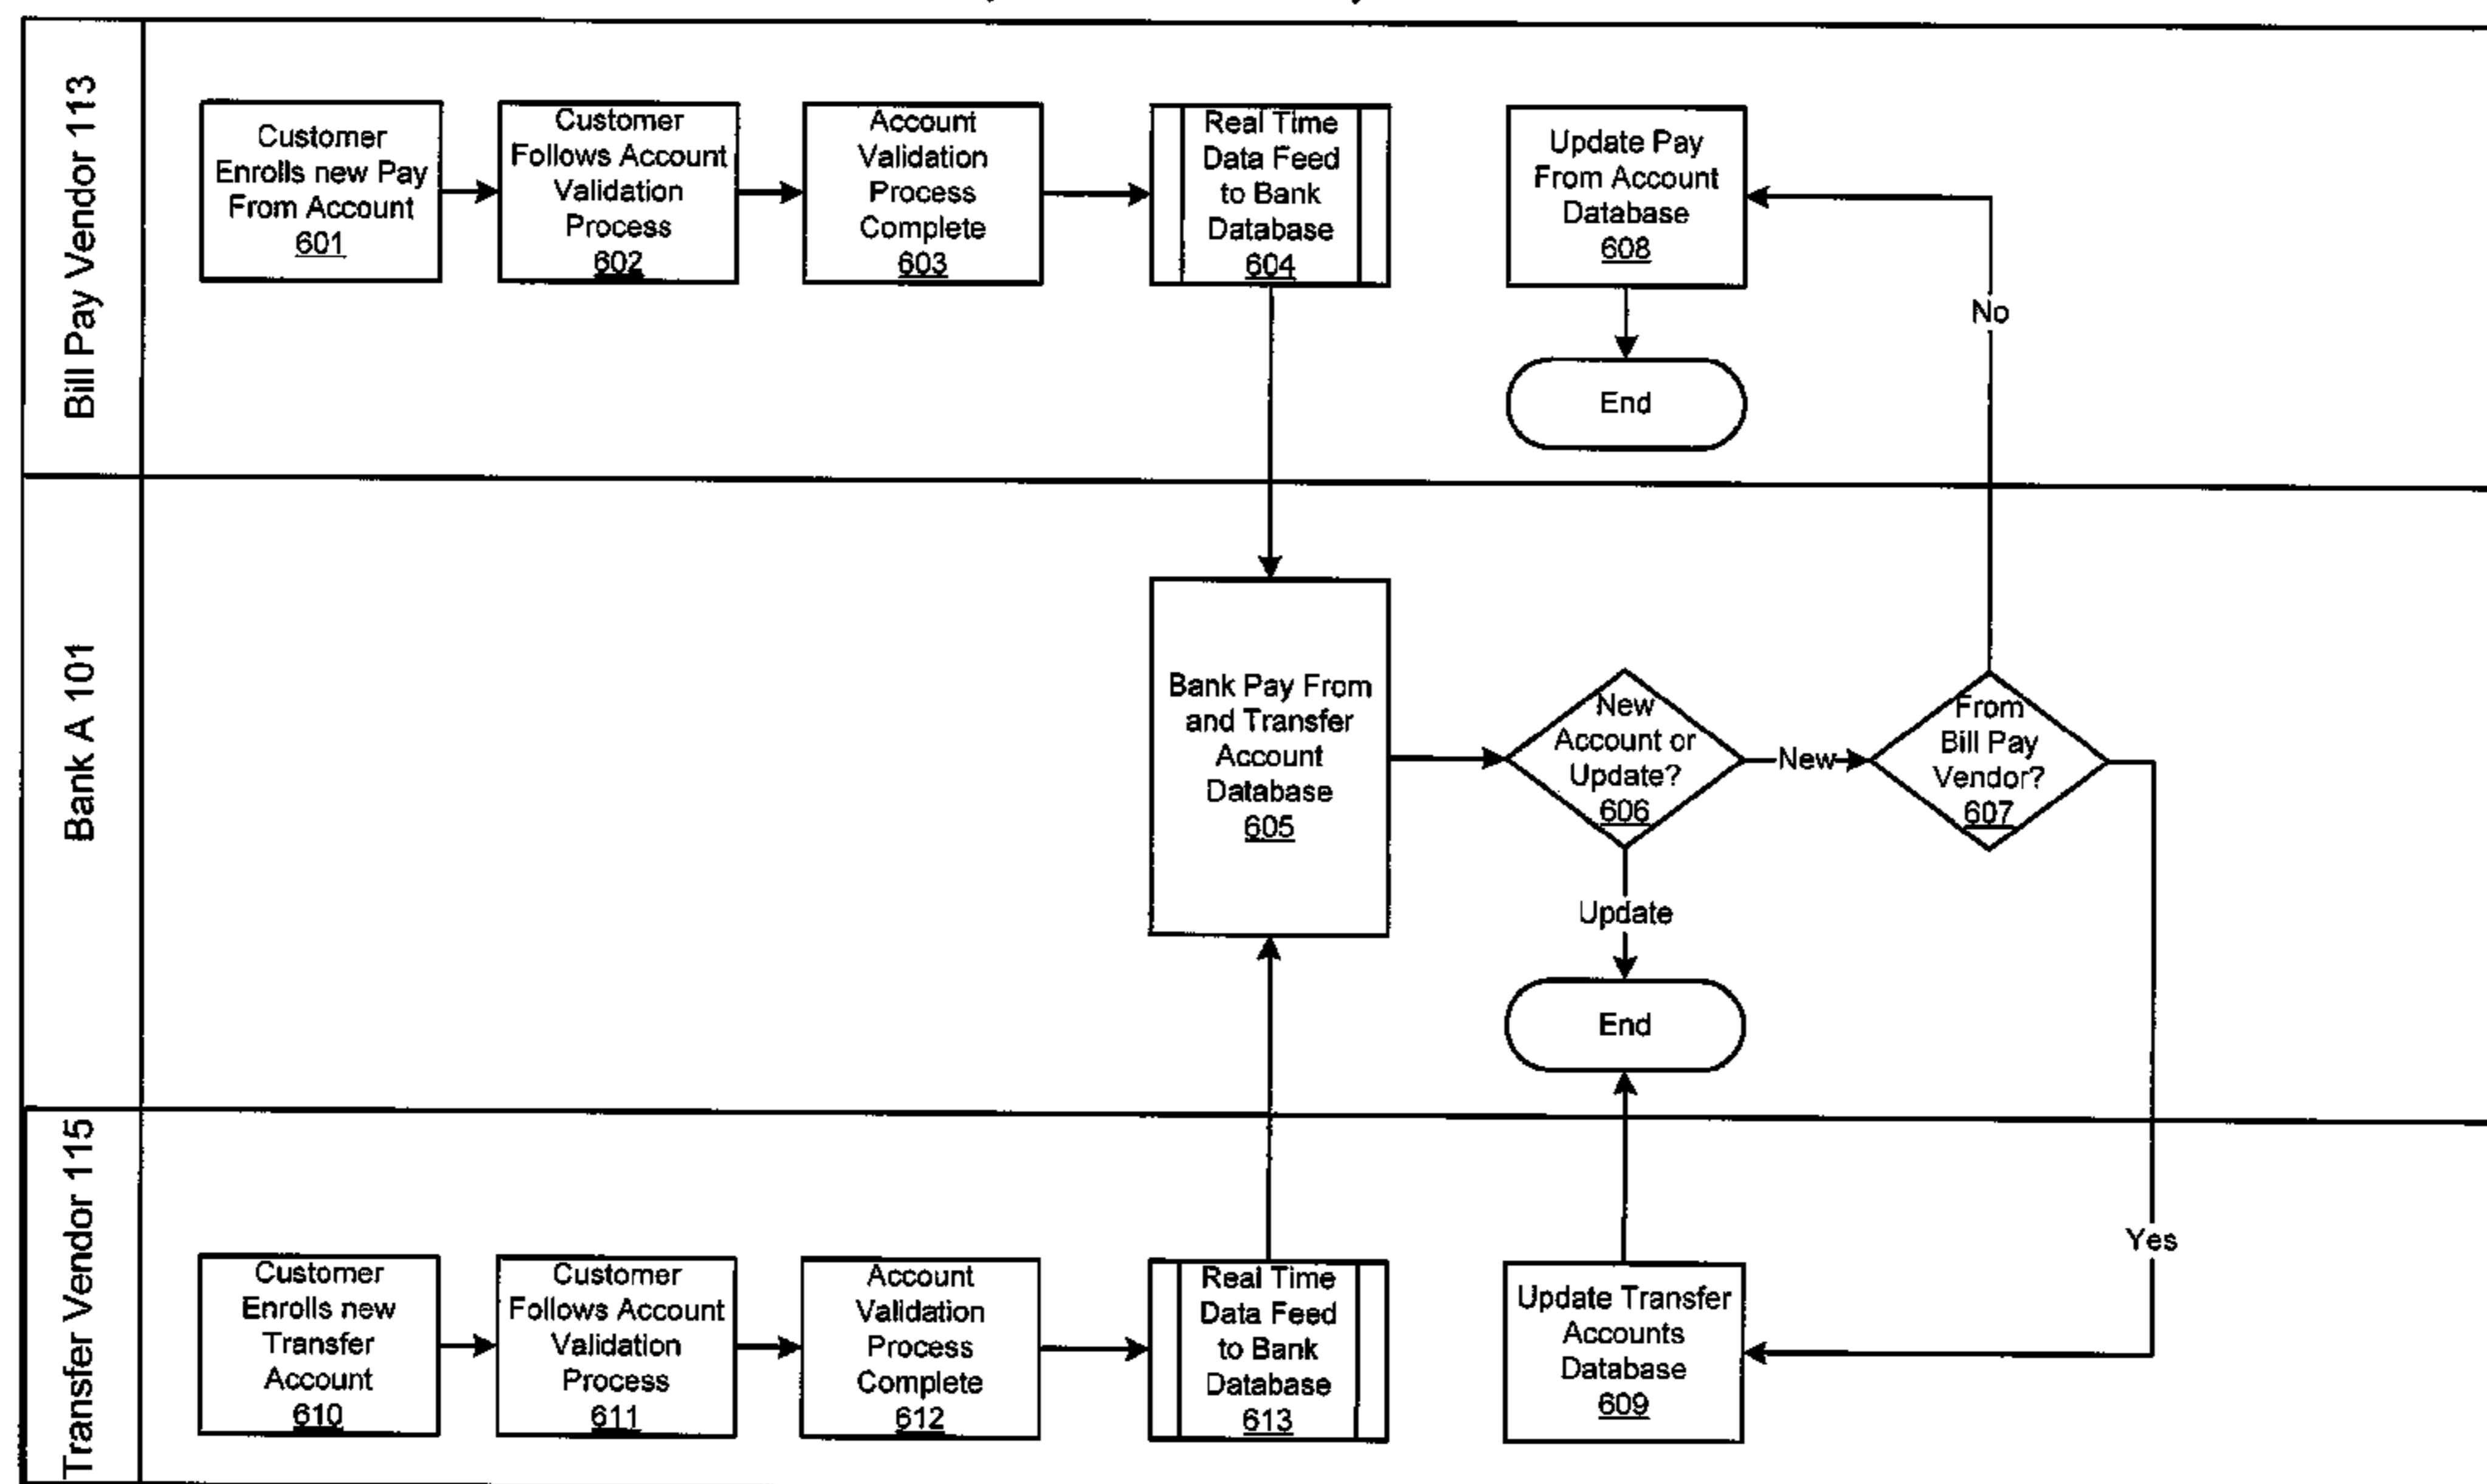 Bill Pay Vendor 113
Customer
Enrolls new Pay
From Account
601
Customer
Follows Account
Validation
Process
602
Account
Validation
Process
Complete
603
Real Time
Data Feed
to Bank
Database
604
Update Pay
From Account
Database
608
End
No
Bank A 101
Bank Pay From
and Transfer
Account
Database
605
New
Account or
Update?
606
New
From
Bill Pay
Vendor?
607
Update
End
Yes
Transfer Vendor 115
Customer
Enrolls new
Transfer
Account
610
Customer
Follows Account
Validation
Process
611
Account
Validation
Process
Complete
612
Real Time
Data Feed
to Bank
Database
613
Update Transfer
Accounts
Database
609